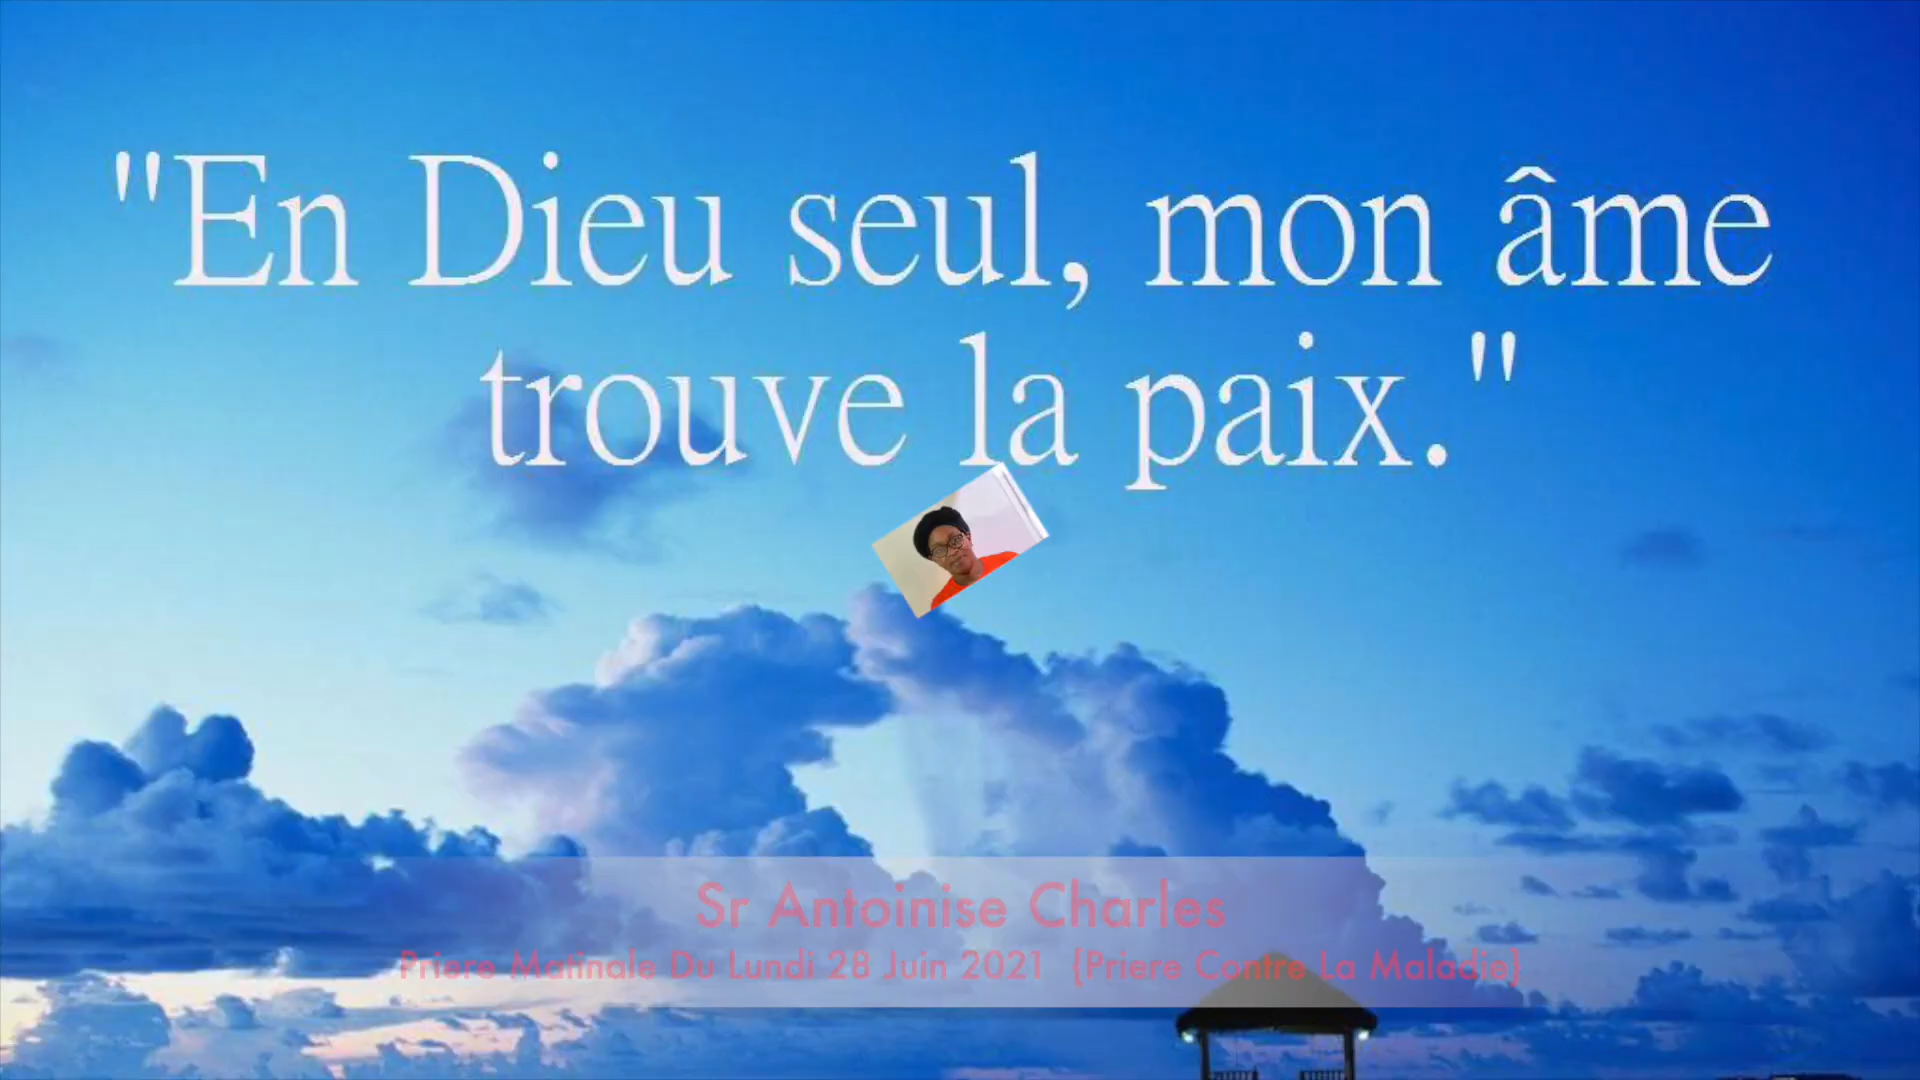 "En Dieu seul, mon âme
trouve la paix."
Sr Antoinise Charles
Priere Matinale Du Lundi 28 Juin 2021 {Priere Contre La Maladie}